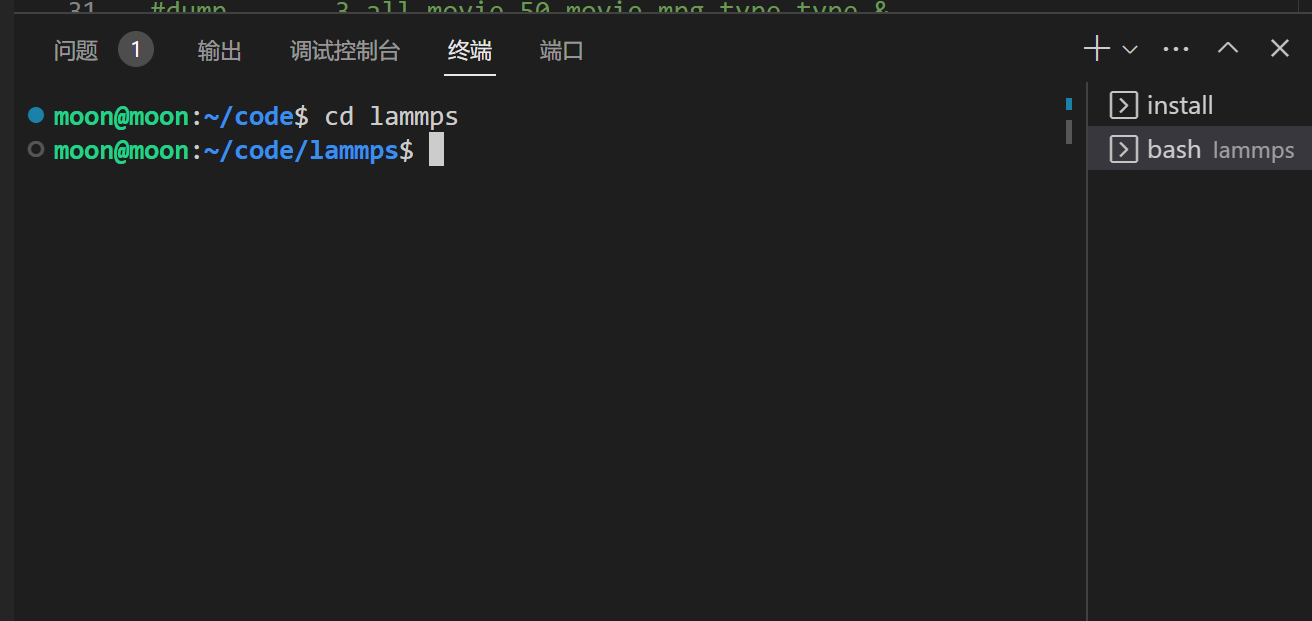 31 #dump 3 all movie 50 movie.mpg type type &
问题 1 输出 调试控制台 终端 端口
moon@moon:~/code$ cd lammps
moon@moon:~/code/lammps$
install
bash lammps